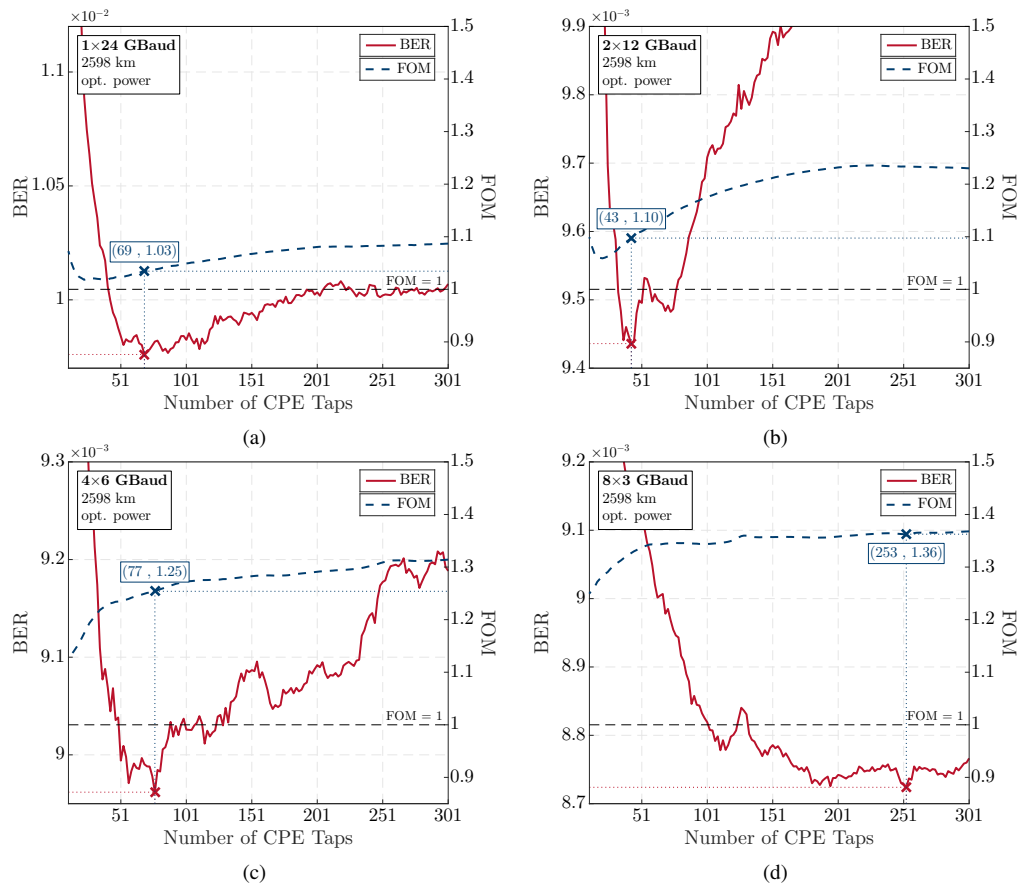 ×10⁻²
1×24 GBaud
2598 km
opt. power
BER
FOM
(69 , 1.03)
FOM = 1
1.1
1.05
1
1.5
1.4
1.3
1.2
1.1
1
0.9
BER
FOM
51 101 151 201 251 301
Number of CPE Taps
(a)
×10⁻³
2×12 GBaud
2598 km
opt. power
BER
FOM
(43 , 1.10)
FOM = 1
9.9
9.8
9.7
9.6
9.5
9.4
1.5
1.4
1.3
1.2
1.1
1
0.9
BER
FOM
51 101 151 201 251 301
Number of CPE Taps
(b)
×10⁻³
4×6 GBaud
2598 km
opt. power
BER
FOM
(77 , 1.25)
FOM = 1
9.3
9.2
9.1
9
1.5
1.4
1.3
1.2
1.1
1
0.9
BER
FOM
51 101 151 201 251 301
Number of CPE Taps
(c)
×10⁻³
8×3 GBaud
2598 km
opt. power
BER
FOM
(253 , 1.36)
FOM = 1
9.2
9.1
9
8.9
8.8
8.7
1.5
1.4
1.3
1.2
1.1
1
0.9
BER
FOM
51 101 151 201 251 301
Number of CPE Taps
(d)